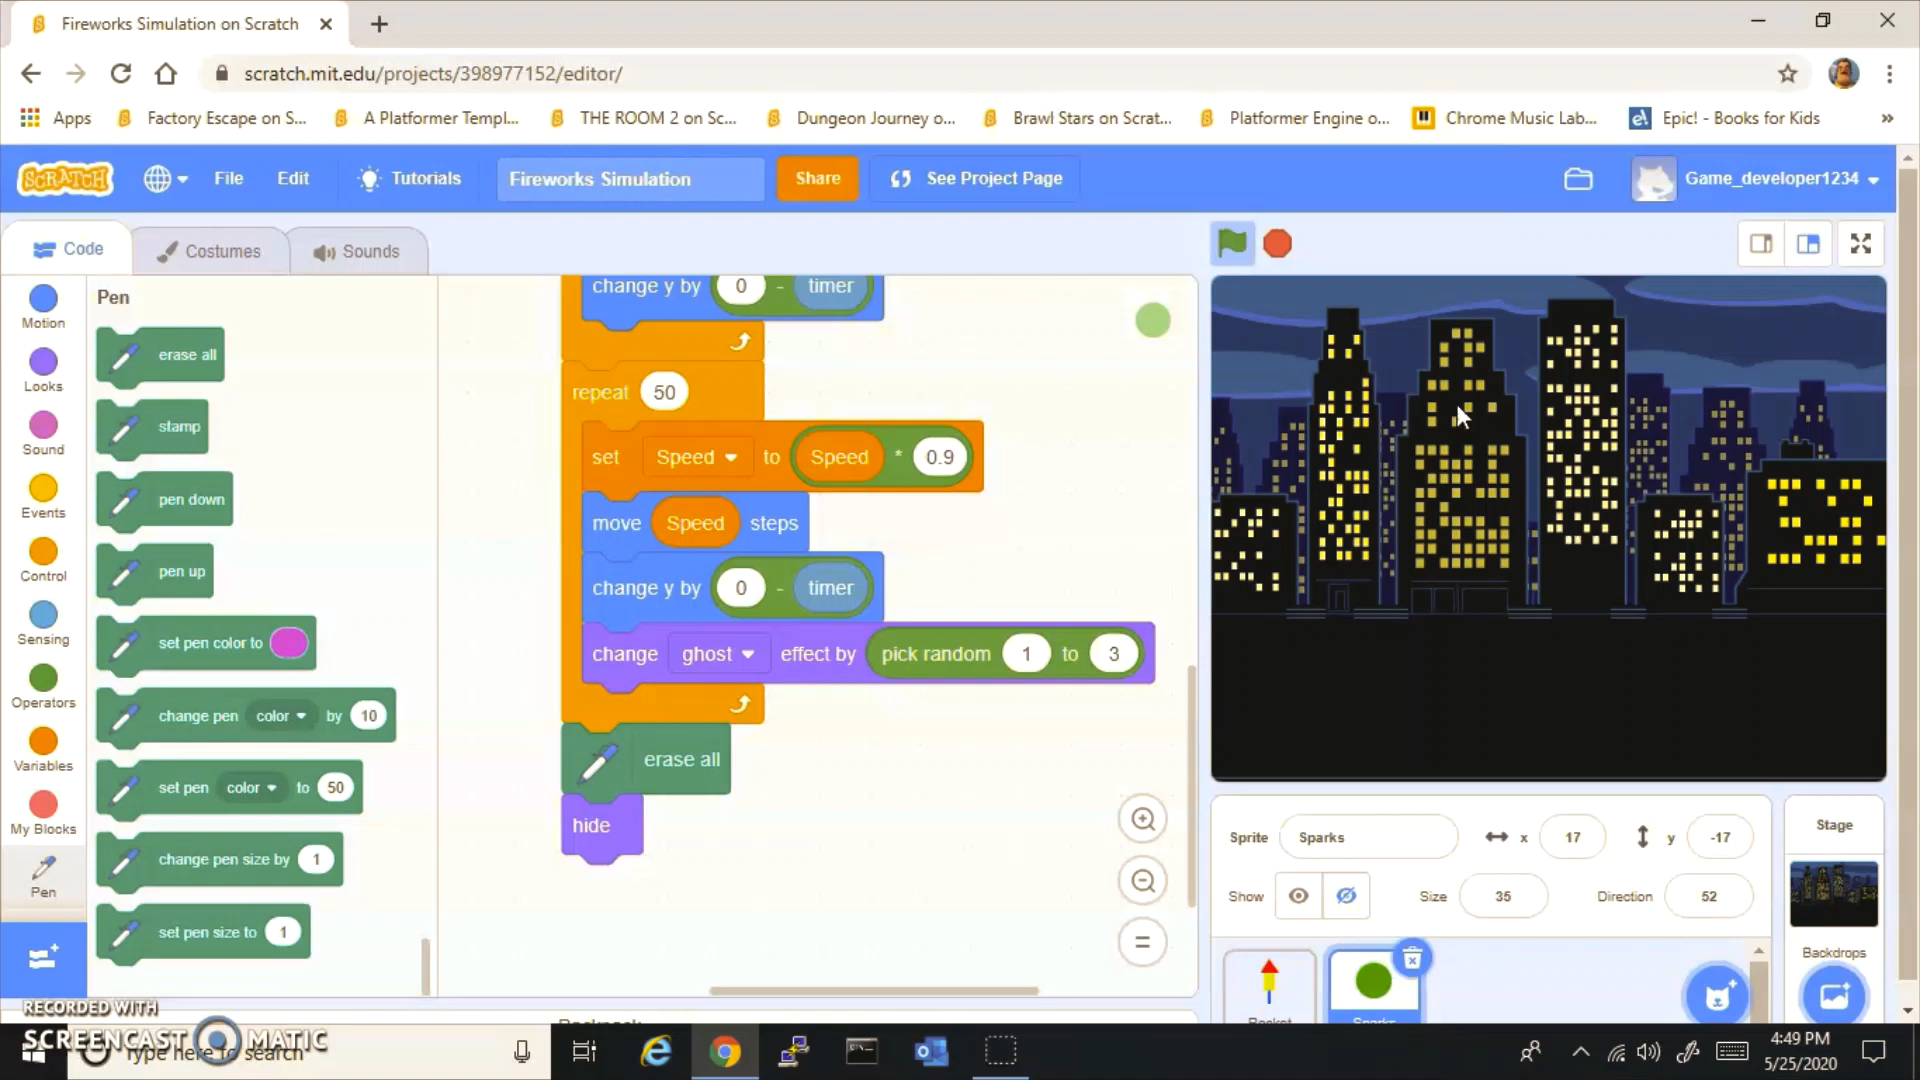 Fireworks Simulation on Scratch
scratch.mit.edu/projects/398977152/editor/
Apps
Factory Escape on S...
A Platformer Templ...
THE ROOM 2 on Sc...
Dungeon Journey o...
Brawl Stars on Scrat...
Platformer Engine o...
Chrome Music Lab...
Epic! - Books for Kids
SCRATCH
File
Edit
Tutorials
Fireworks Simulation
Share
See Project Page
Game_developer1234
Code
Costumes
Sounds
Motion
Looks
Sound
Events
Control
Sensing
Operators
Variables
My Blocks
Pen
Pen
erase all
stamp
pen down
pen up
set pen color to
change pen color by 10
set pen color to 50
change pen size by 1
set pen size to 1
change y by 0 - timer
repeat 50
set Speed to Speed * 0.9
move Speed steps
change y by 0 - timer
change ghost effect by pick random 1 to 3
erase all
hide
Sprite Sparks x 17 y -17
Show Size 35 Direction 52
Stage
Backdrops
RECORDED WITH
SCREENCAST MATIC
Type here to search
4:49 PM
5/25/2020